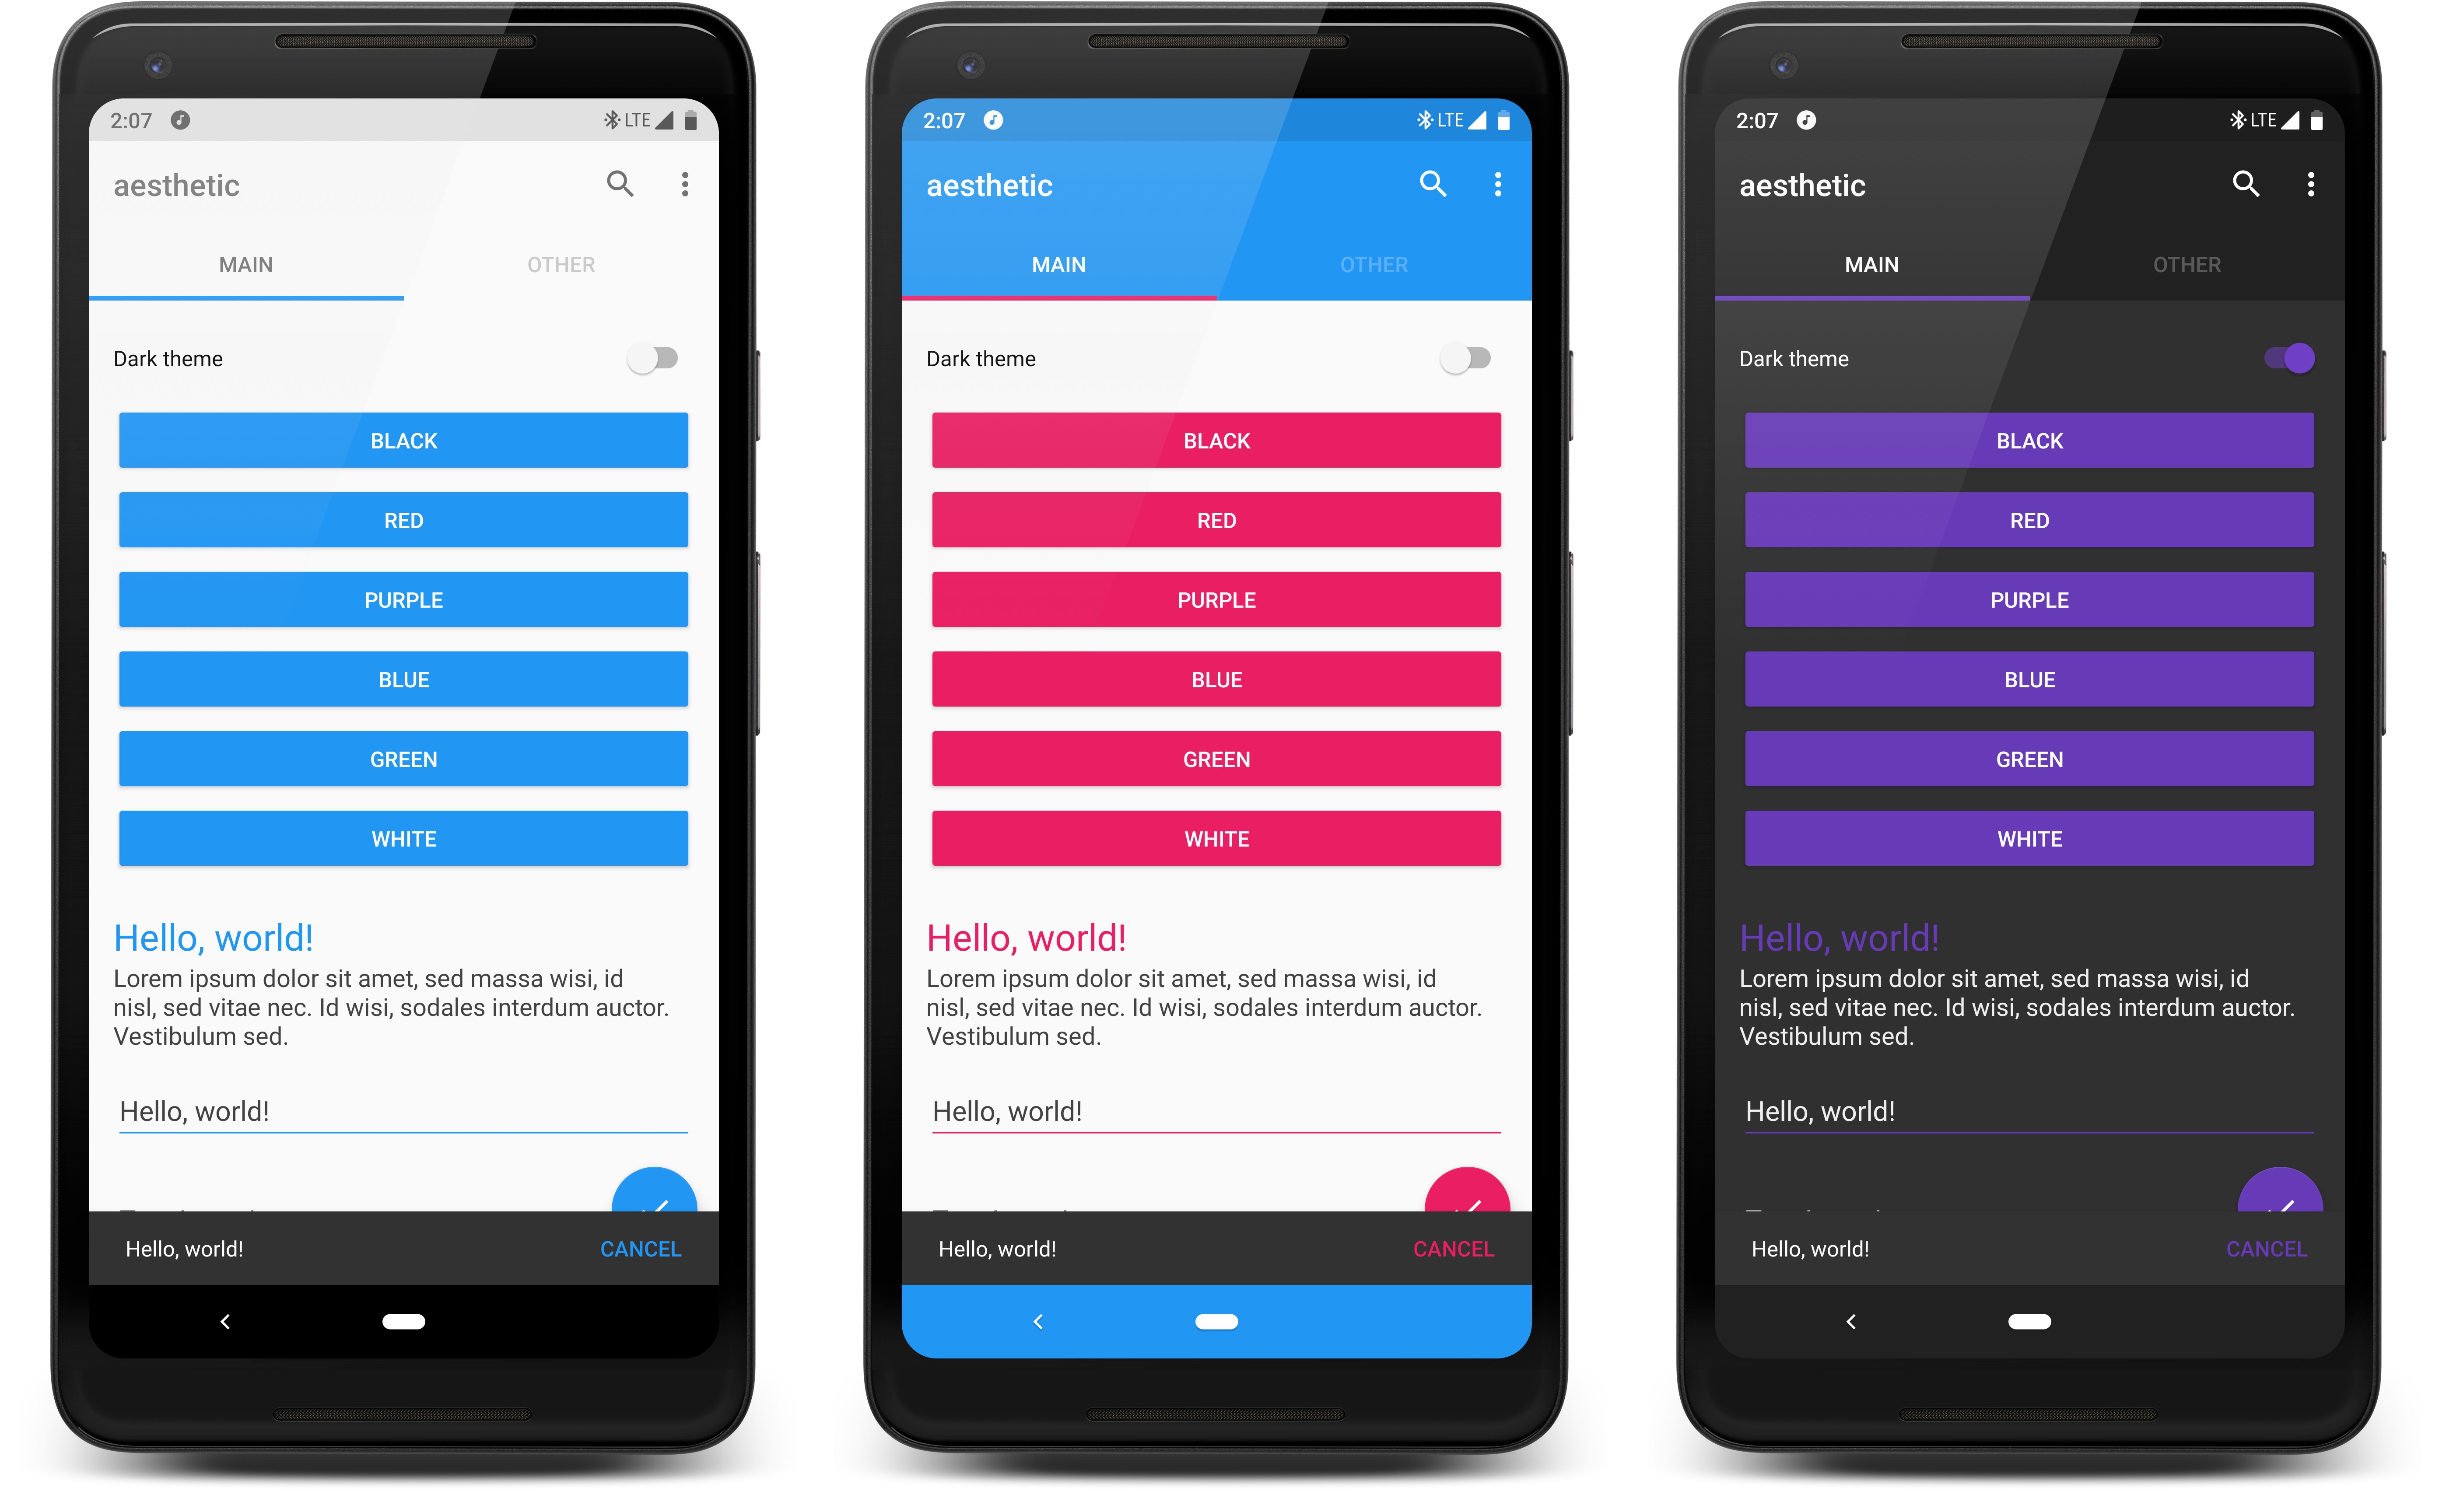 2:07 LTE
aesthetic
MAIN OTHER
Dark theme
BLACK
RED
PURPLE
BLUE
GREEN
WHITE
Hello, world!
Lorem ipsum dolor sit amet, sed massa wisi, id
nisl, sed vitae nec. Id wisi, sodales interdum auctor.
Vestibulum sed.
Hello, world!
Hello, world! CANCEL
2:07 LTE
aesthetic
MAIN OTHER
Dark theme
BLACK
RED
PURPLE
BLUE
GREEN
WHITE
Hello, world!
Lorem ipsum dolor sit amet, sed massa wisi, id
nisl, sed vitae nec. Id wisi, sodales interdum auctor.
Vestibulum sed.
Hello, world!
Hello, world! CANCEL
2:07 LTE
aesthetic
MAIN OTHER
Dark theme
BLACK
RED
PURPLE
BLUE
GREEN
WHITE
Hello, world!
Lorem ipsum dolor sit amet, sed massa wisi, id
nisl, sed vitae nec. Id wisi, sodales interdum auctor.
Vestibulum sed.
Hello, world!
Hello, world! CANCEL